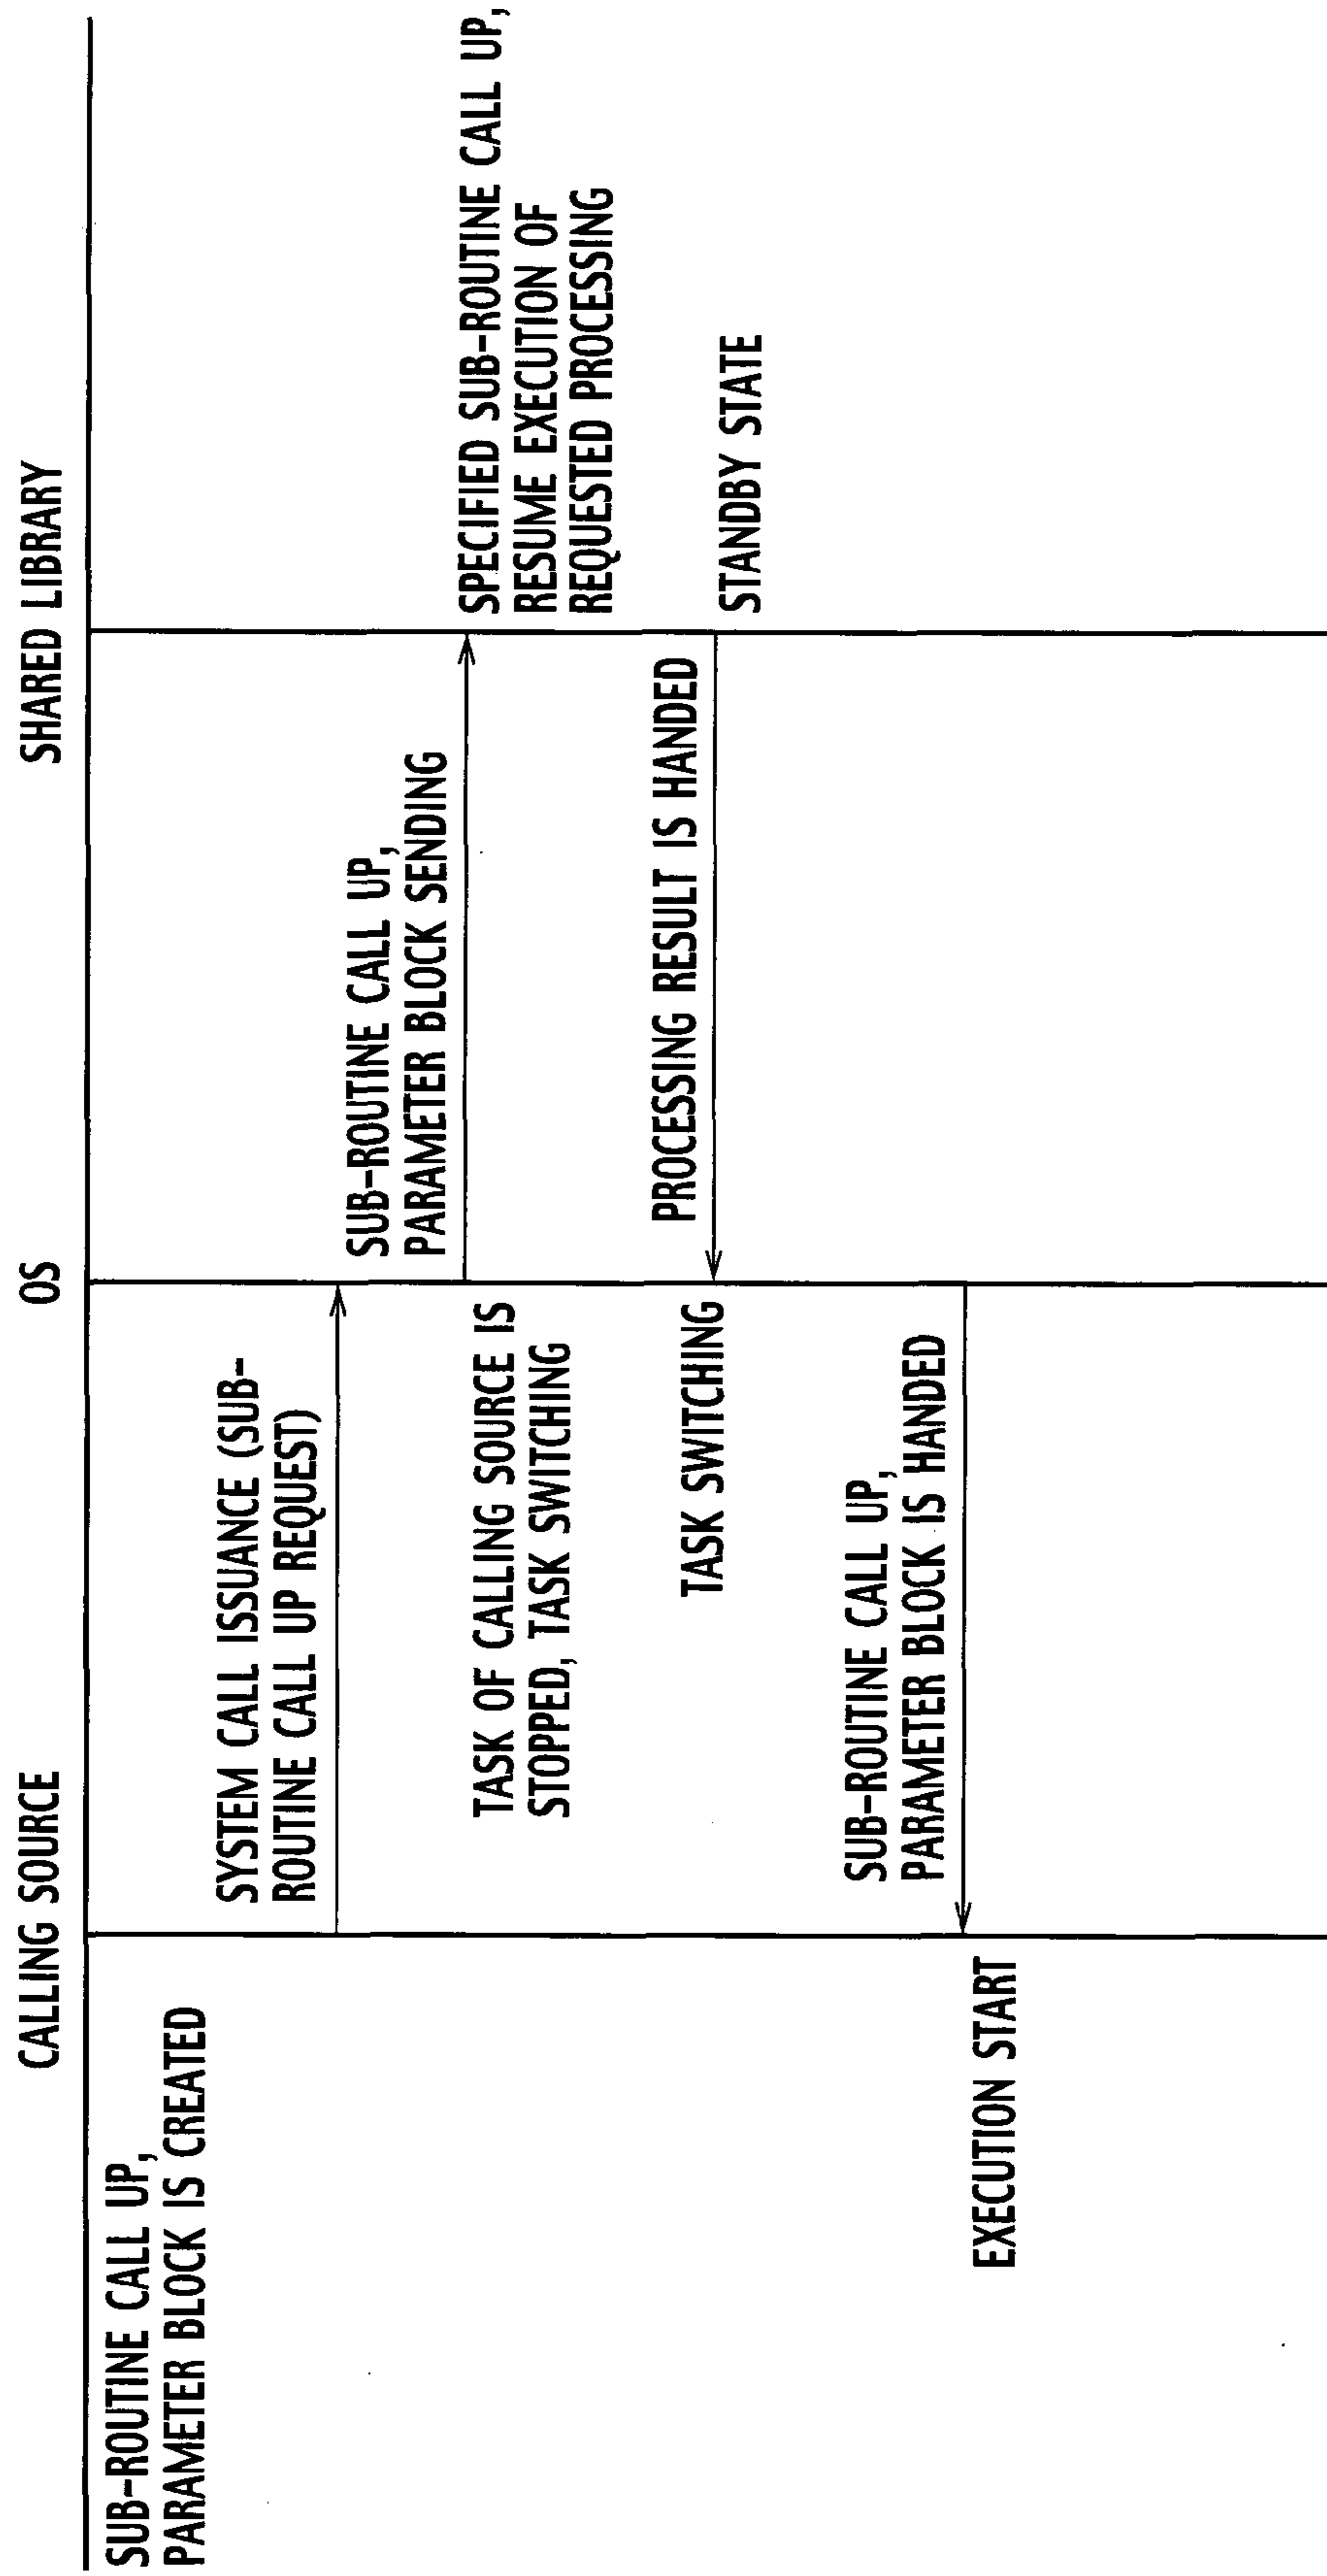 CALLING SOURCE
OS
SHARED LIBRARY
SUB-ROUTINE CALL UP,
PARAMETER BLOCK IS CREATED
SYSTEM CALL ISSUANCE (SUB-
ROUTINE CALL UP REQUEST)
SUB-ROUTINE CALL UP,
PARAMETER BLOCK SENDING
TASK OF CALLING SOURCE IS
STOPPED, TASK SWITCHING
SPECIFIED SUB-ROUTINE CALL UP,
RESUME EXECUTION OF
REQUESTED PROCESSING
PROCESSING RESULT IS HANDED
TASK SWITCHING
STANDBY STATE
SUB-ROUTINE CALL UP,
PARAMETER BLOCK IS HANDED
EXECUTION START